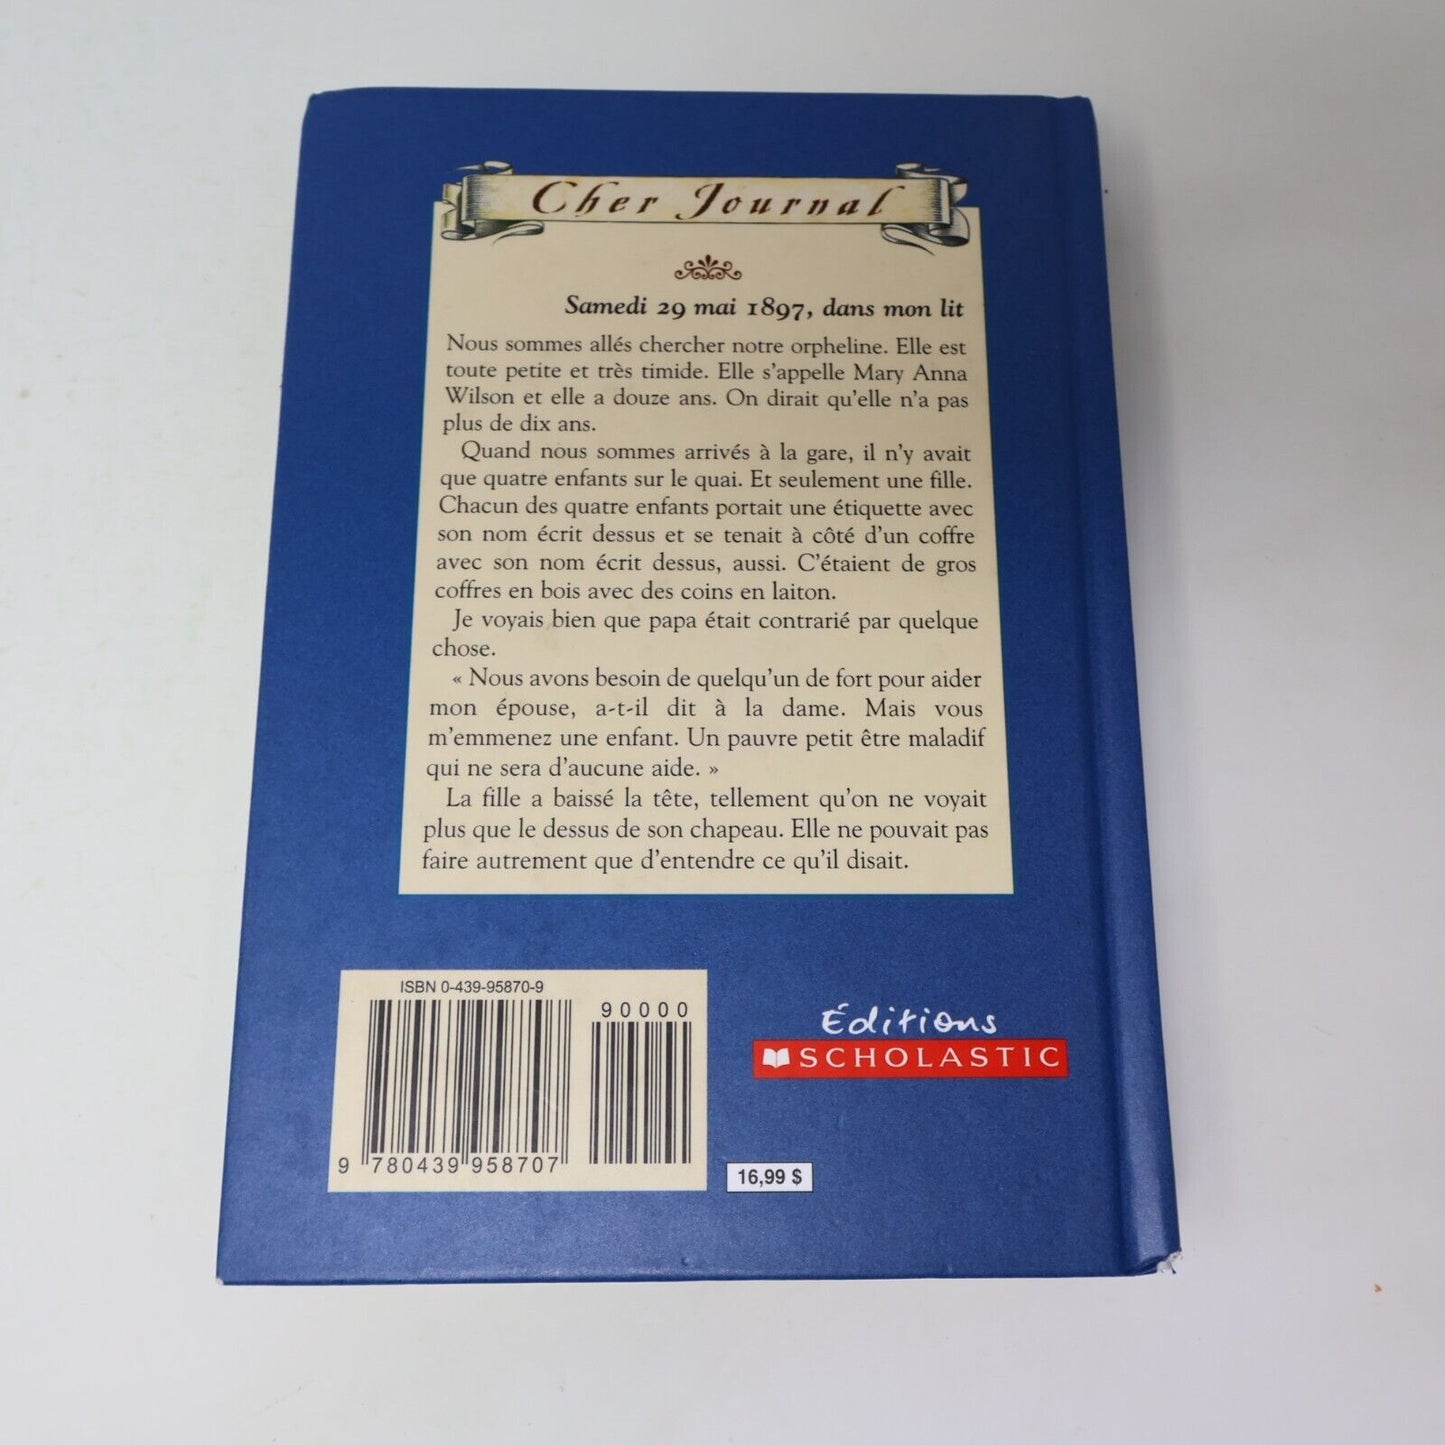 Cher Journal
Samedi 29 mai 1897, dans mon lit
Nous sommes allés chercher notre orpheline. Elle est
toute petite et très timide. Elle s'appelle Mary Anna
Wilson et elle a douze ans. On dirait qu'elle n'a pas
plus de dix ans.
Quand nous sommes arrivés à la gare, il n'y avait
que quatre enfants sur le quai. Et seulement une fille.
Chacun des quatre enfants portait une étiquette avec
son nom écrit dessus et se tenait à côté d'un coffre
avec son nom écrit dessus, aussi. C'étaient de gros
coffres en bois avec des coins en laiton.
Je voyais bien que papa était contrarié par quelque
chose.
« Nous avons besoin de quelqu'un de fort pour aider
mon épouse, a-t-il dit à la dame. Mais vous
m'emmenez une enfant. Un pauvre petit être maladif
qui ne sera d'aucune aide. »
La fille a baissé la tête, tellement qu'on ne voyait
plus que le dessus de son chapeau. Elle ne pouvait pas
faire autrement que d'entendre ce qu'il disait.
ISBN 0-439-95870-9
90000
9 780439 958707
Éditions
SCHOLASTIC
16,99 $